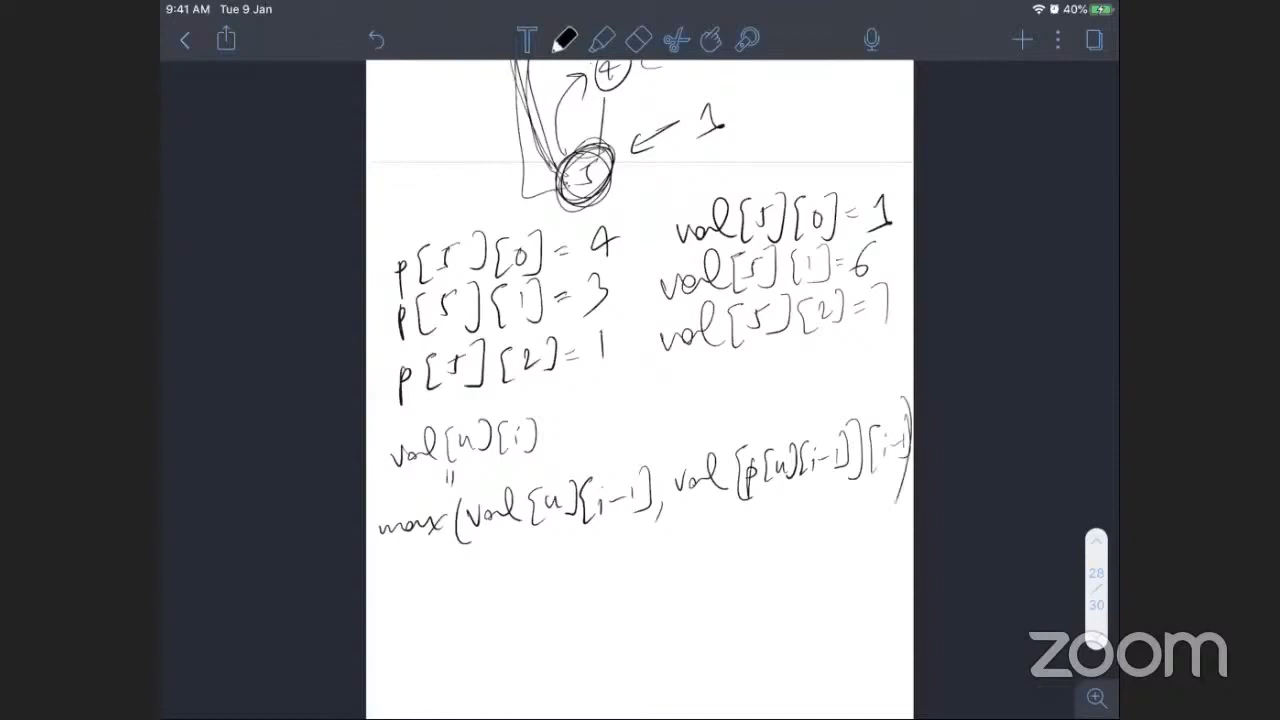 9:41 AM Tue 9 Jan
40%
T
4
1
5
p[5][0] = 4
val[5][0] = 1
p[5][1] = 3
val[5][1] = 6
p[5][2] = 1
val[5][2] = 7
val[u][i]
=
max(val[u][i-1], val[p[u][i-1]][i-1])
28
/
30
zoom